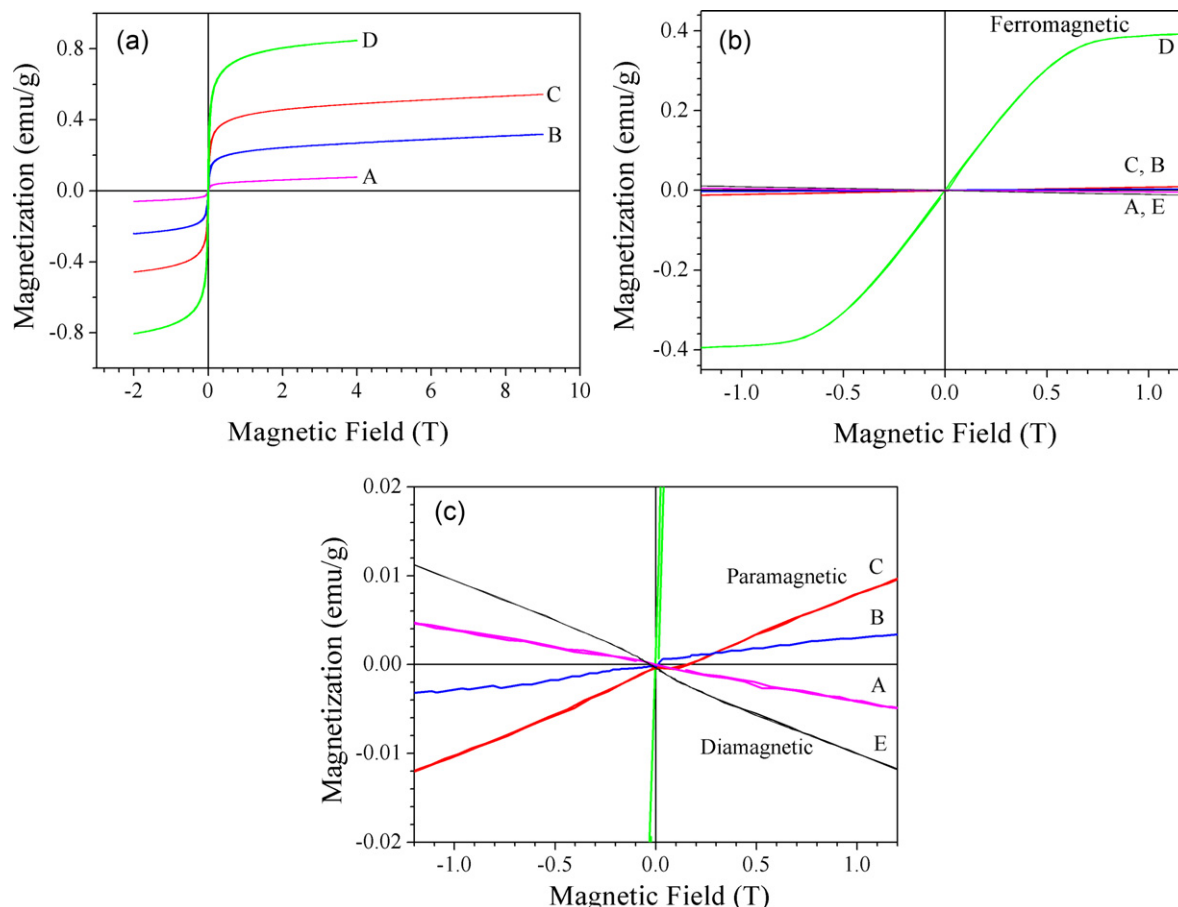 (a)
D
C
B
A
0.8
0.4
0.0
-0.4
-0.8
-2
0
2
4
6
8
10
Magnetization (emu/g)
Magnetic Field (T)
(b)
Ferromagnetic
D
C, B
A, E
0.4
0.2
0.0
-0.2
-0.4
-1.0
-0.5
0.0
0.5
1.0
Magnetization (emu/g)
Magnetic Field (T)
(c)
C
Paramagnetic
B
A
Diamagnetic
E
0.02
0.01
0.00
-0.01
-0.02
-1.0
-0.5
0.0
0.5
1.0
Magnetization (emu/g)
Magnetic Field (T)